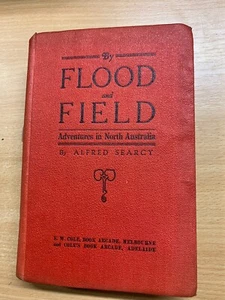 By
FLOOD
and
FIELD
Adventures in North Australia
By ALFRED SEARCY
E. W. COLE, BOOK ARCADE, MELBOURNE
AND COLE'S BOOK ARCADE, ADELAIDE